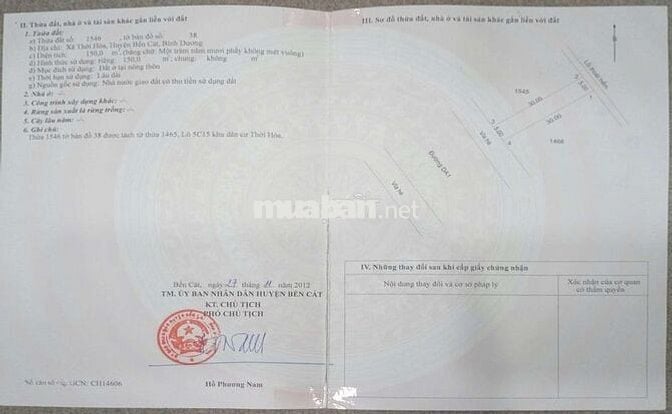 II. Thửa đất, nhà ở và tài sản khác gắn liền với đất
1. Thửa đất:
a) Thửa đất số: 1546 , tờ bản đồ số: 38
b) Địa chỉ: Xã Thới Hòa, Huyện Bến Cát, Bình Dương
c) Diện tích: 150,0 m², (bằng chữ: Một trăm năm mươi phẩy không mét vuông)
d) Hình thức sử dụng: riêng: 150,0 m²; chung: không m²
đ) Mục đích sử dụng: Đất ở tại nông thôn
e) Thời hạn sử dụng: Lâu dài
g) Nguồn gốc sử dụng: Nhà nước giao đất có thu tiền sử dụng đất
2. Nhà ở: -/-
3. Công trình xây dựng khác: -/-
4. Rừng sản xuất là rừng trồng: -/-
5. Cây lâu năm: -/-
6. Ghi chú:
Thửa 1546 tờ bản đồ 38 được tách từ thửa 1465, Lô 5C15 khu dân cư Thới Hòa.
Bến Cát, ngày 27 tháng 11 năm 2012
TM. ỦY BAN NHÂN DÂN HUYỆN BẾN CÁT
KT. CHỦ TỊCH
PHÓ CHỦ TỊCH
Hồ Phương Nam
GCN: CH14606
III. Sơ đồ thửa đất, nhà ở và tài sản khác gắn liền với đất
1545
30.00
5.00
30.00
5.00
1466
Vỉa hè
Đường DA1
Vỉa hè
IV. Những thay đổi sau khi cấp giấy chứng nhận
Nội dung thay đổi và cơ sở pháp lý
Xác nhận của cơ quan
có thẩm quyền
muaban.net